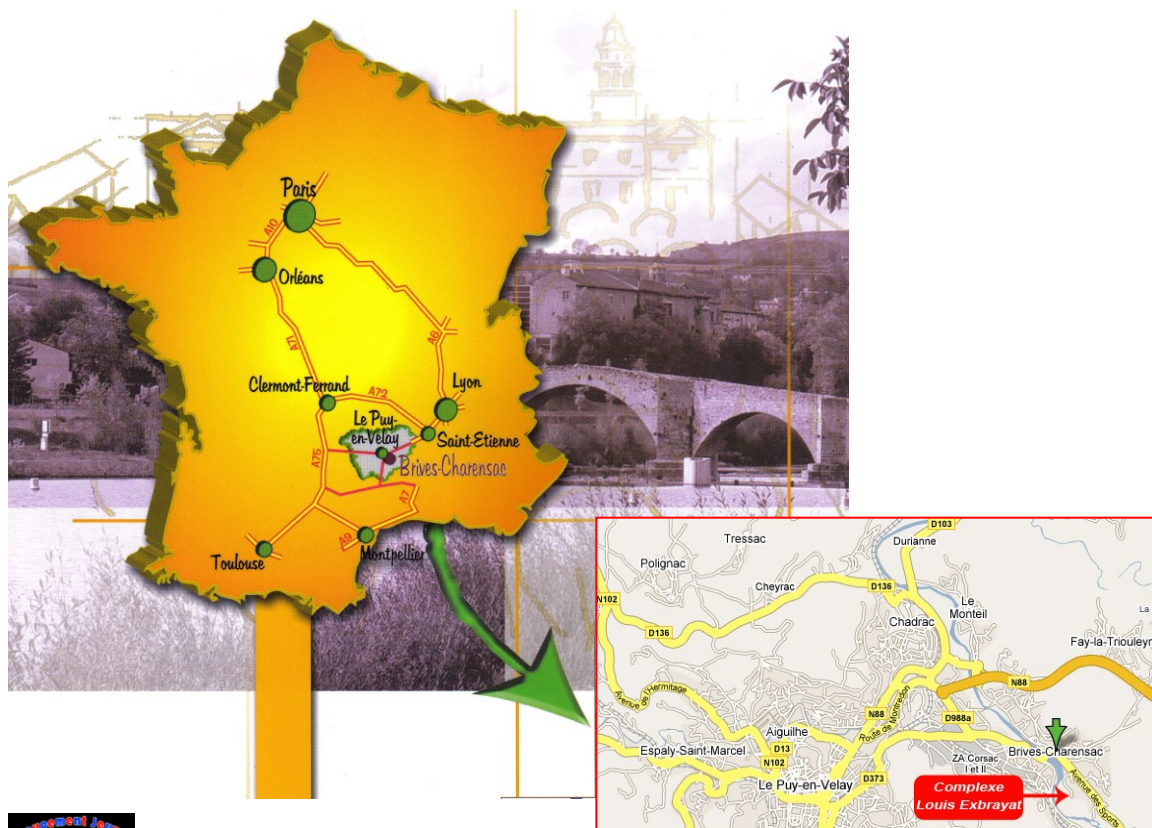 Paris
A10
Orléans
A71
A6
Clermont-Ferrand
A72
Lyon
Le Puy-
en-Velay
Saint-Etienne
Brives-Charensac
A75
A7
A9
Toulouse
Montpellier
D103
Tressac
Durianne
Polignac
Cheyrac
D136
N102
Le
Monteil
La
Chadrac
D136
Fay-la-Triouleyr
Avenue de l'Hermitage
N88
N88
Route de Montredon
D988a
Aiguilhe
Espaly-Saint-Marcel
D13
N102
Brives-Charensac
ZA Corsac
I et II
Le Puy-en-Velay
D373
Avenue des Sports
Complexe
Louis Exbrayat